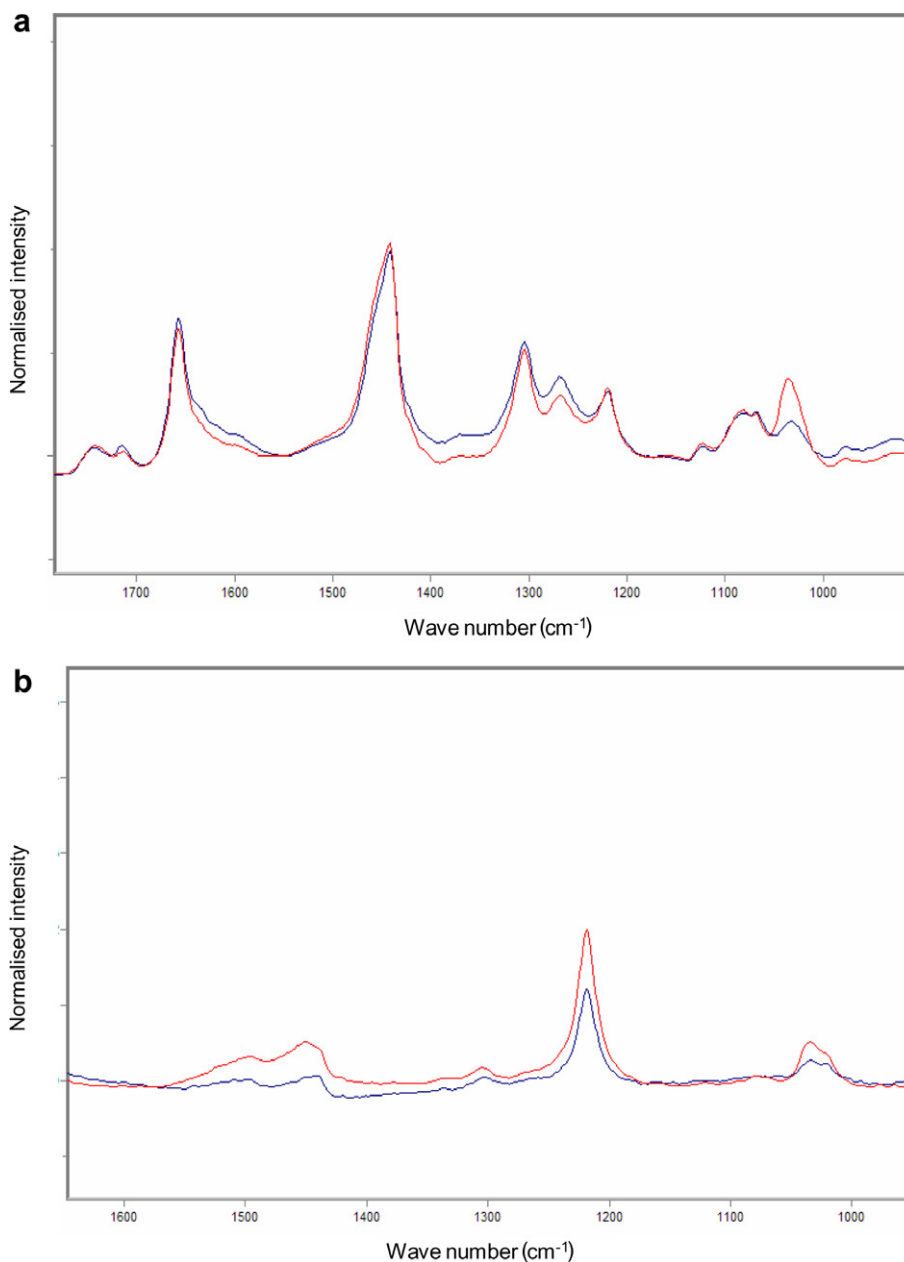 a
Normalised intensity
1700 1600 1500 1400 1300 1200 1100 1000
Wave number (cm⁻¹)
b
Normalised intensity
1600 1500 1400 1300 1200 1100 1000
Wave number (cm⁻¹)